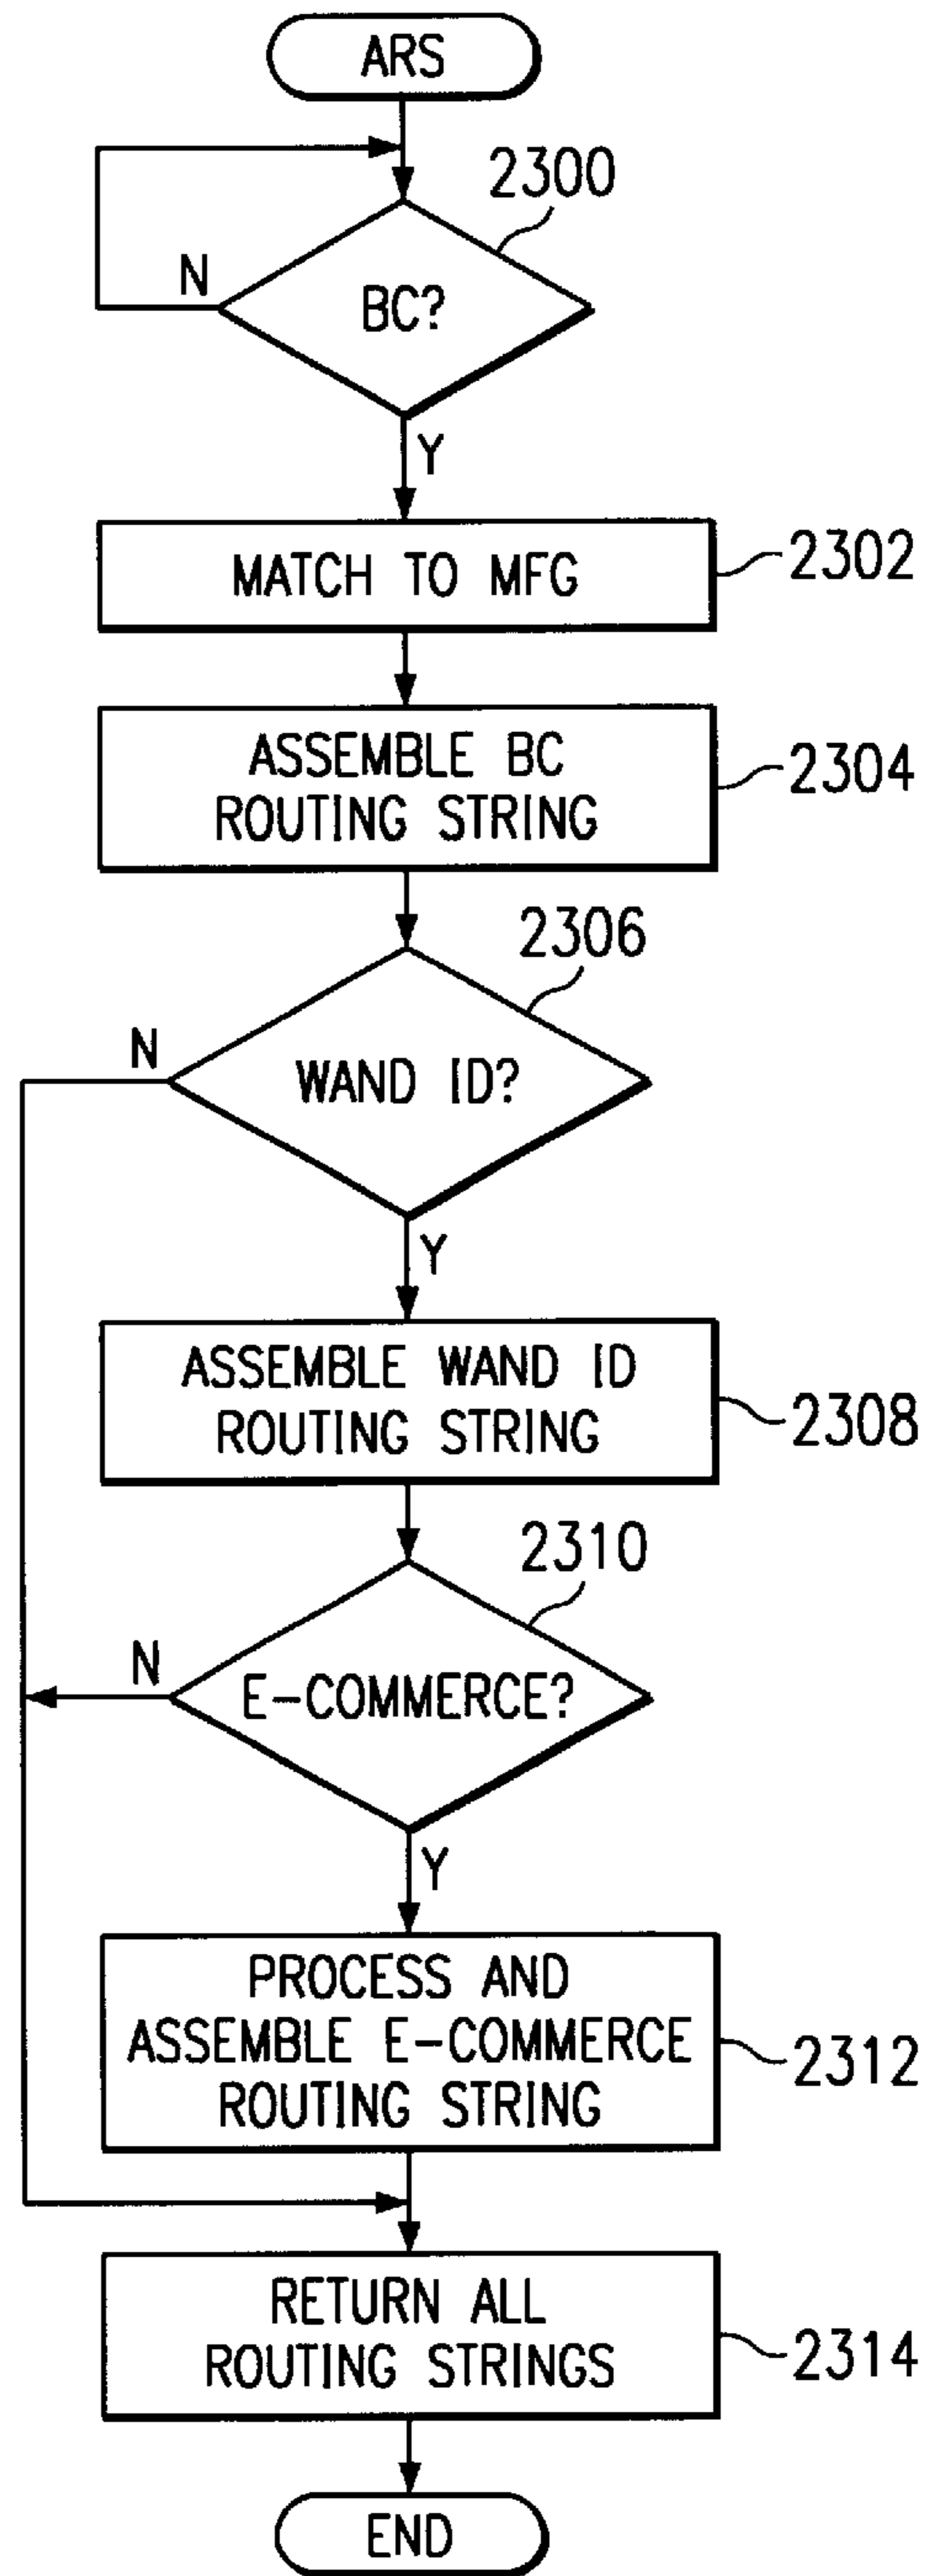 ARS
2300
N
BC?
Y
MATCH TO MFG
2302
ASSEMBLE BC
ROUTING STRING
2304
2306
N
WAND ID?
Y
ASSEMBLE WAND ID
ROUTING STRING
2308
2310
N
E-COMMERCE?
Y
PROCESS AND
ASSEMBLE E-COMMERCE
ROUTING STRING
2312
RETURN ALL
ROUTING STRINGS
2314
END